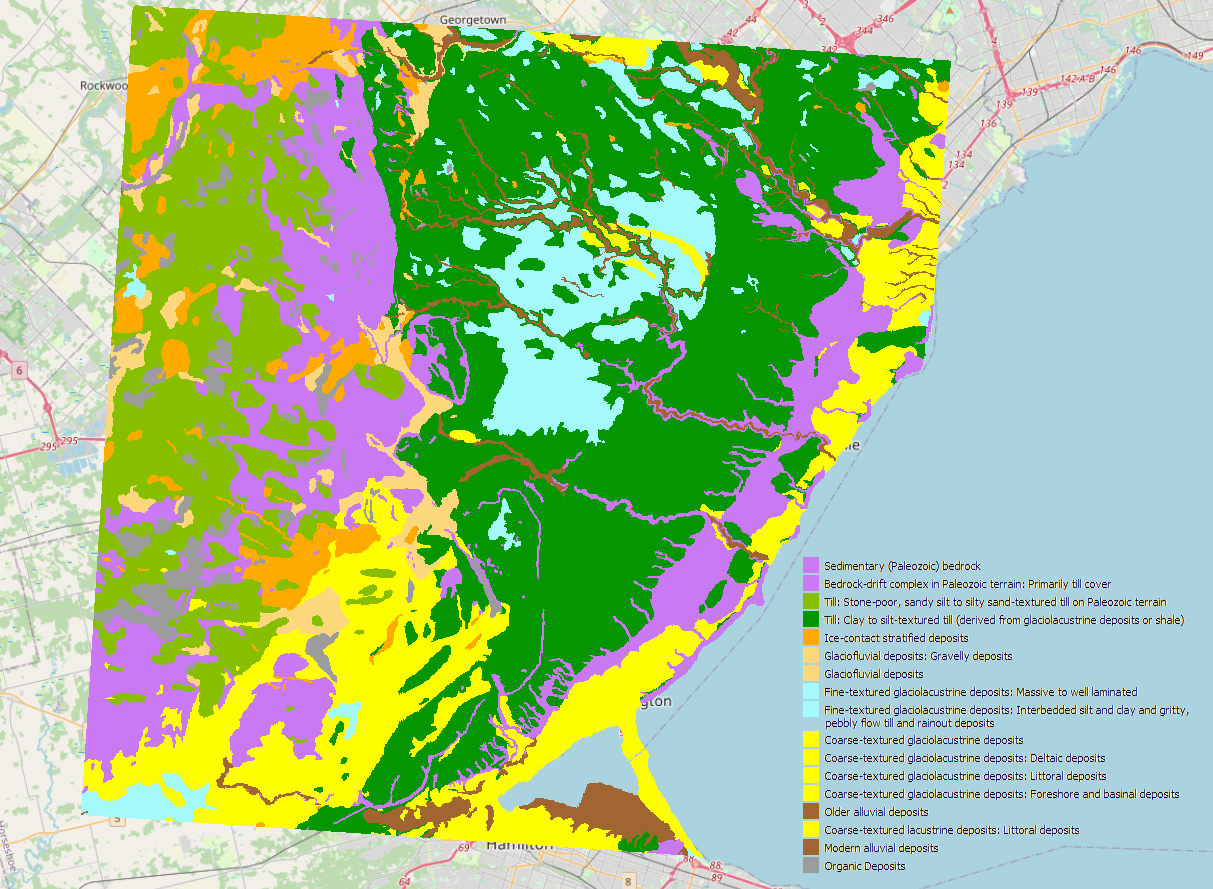 Georgetown
346
3
2
44
42
342
146
149
142-A B
146
139
139
Rockwoo
136
134
134
2
6
295
295
le
Sedimentary (Paleozoic) bedrock
Bedrock-drift complex in Paleozoic terrain: Primarily till cover
Till: Stone-poor, sandy silt to silty sand-textured till on Paleozoic terrain
Till: Clay to silt-textured till (derived from glaciolacustrine deposits or shale)
Ice-contact stratified deposits
Glaciofluvial deposits: Gravelly deposits
Glaciofluvial deposits
Fine-textured glaciolacustrine deposits: Massive to well laminated
Fine-textured glaciolacustrine deposits: Interbedded silt and clay and gritty,
pebbly flow till and rainout deposits
gton
Coarse-textured glaciolacustrine deposits
Coarse-textured glaciolacustrine deposits: Deltaic deposits
Coarse-textured glaciolacustrine deposits: Littoral deposits
Coarse-textured glaciolacustrine deposits: Foreshore and basinal deposits
Older alluvial deposits
Coarse-textured lacustrine deposits: Littoral deposits
Modern alluvial deposits
Organic Deposits
5
Horseshoe
Hamilton
69
64
8
88
88
89